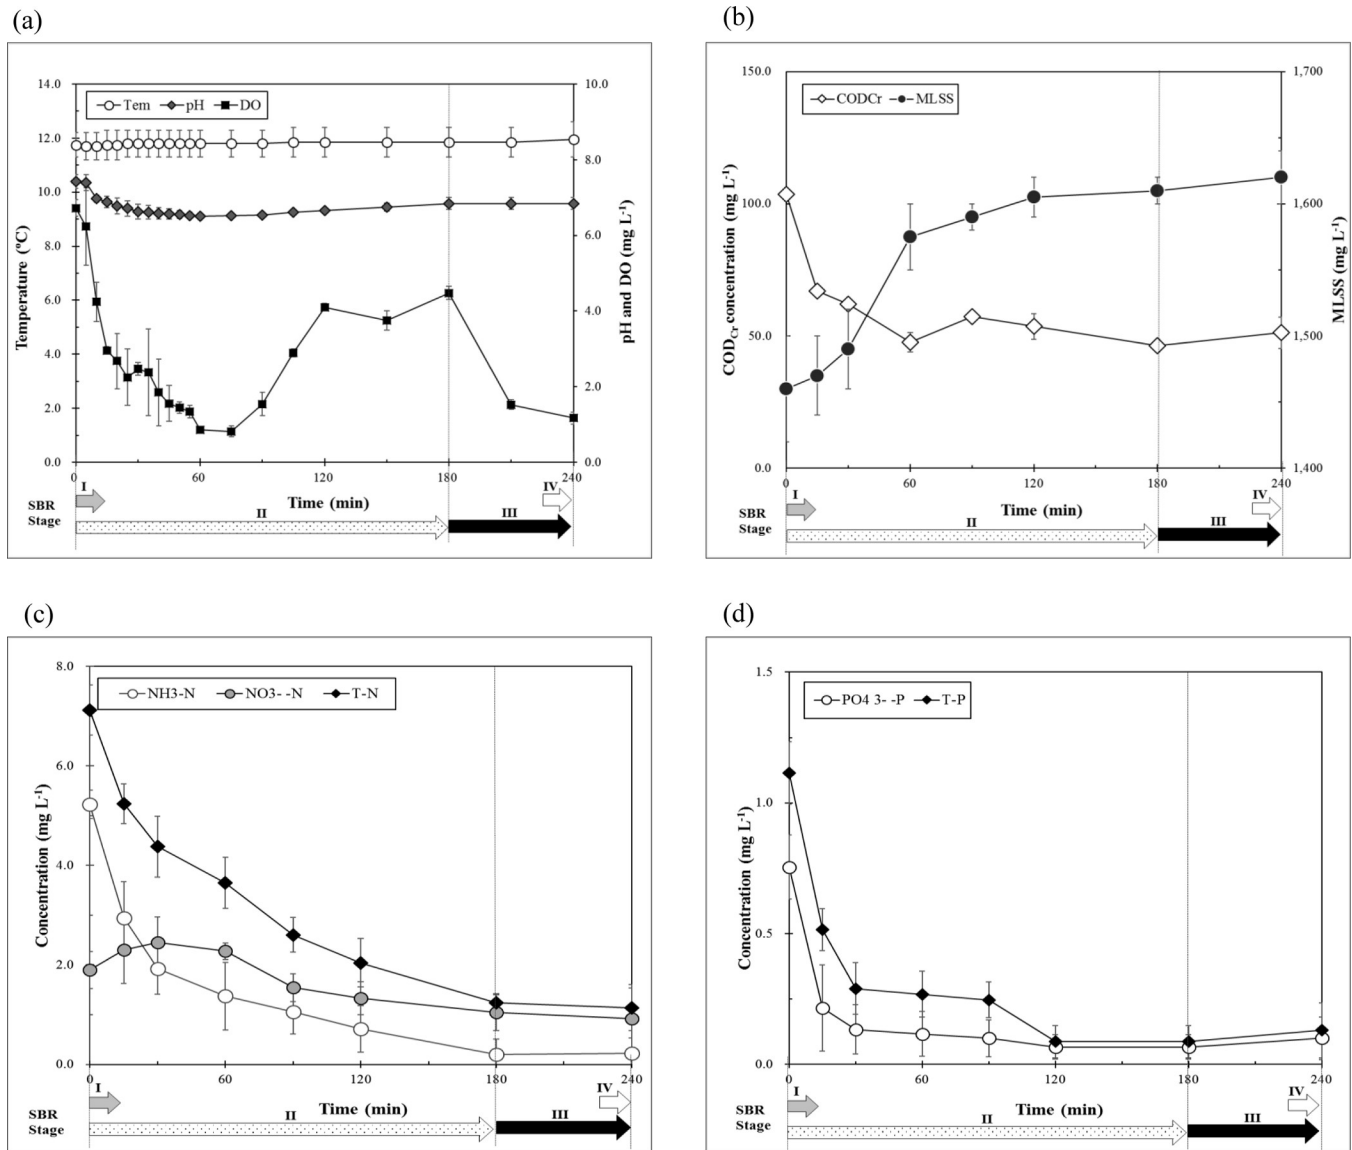 (a)
14.0
12.0
10.0
8.0
6.0
4.0
2.0
0.0
Temperature (ºC)
Tem pH DO
10.0
8.0
6.0
4.0
2.0
0.0
pH and DO (mg L-1)
0 60 120 180 240
I IV
SBR Stage
Time (min)
II III
(b)
150.0
100.0
50.0
0.0
CODCr concentration (mg L-1)
CODCr MLSS
1,700
1,600
1,500
1,400
MLSS (mg L-1)
0 60 120 180 240
I IV
SBR Stage
Time (min)
II III
(c)
8.0
6.0
4.0
2.0
0.0
Concentration (mg L-1)
NH3-N NO3- -N T-N
0 60 120 180 240
I IV
SBR Stage
II Time (min) III
(d)
1.5
1.0
0.5
0.0
Concentration (mg L-1)
PO4 3- -P T-P
0 60 120 180 240
I IV
SBR Stage
Time (min)
II III